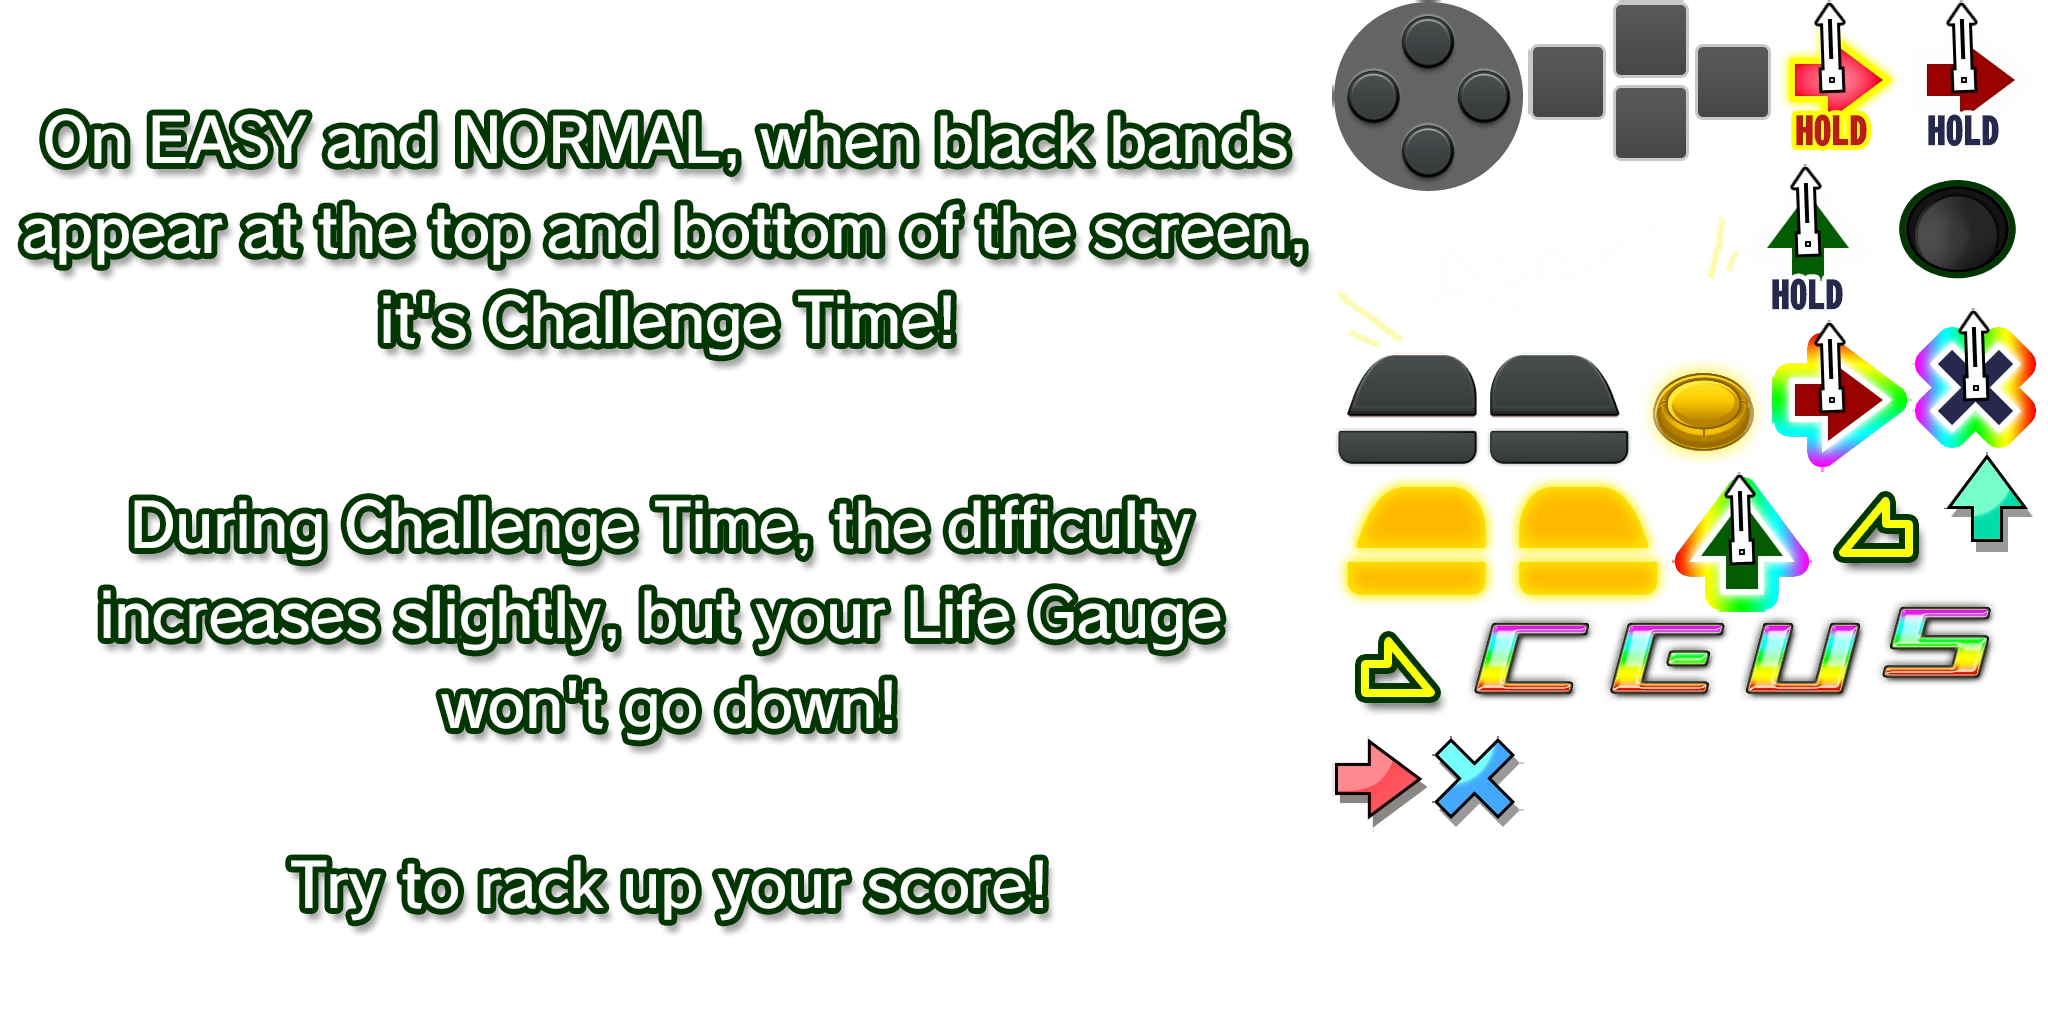 On EASY and NORMAL, when black bands
appear at the top and bottom of the screen,
it's Challenge Time!
During Challenge Time, the difficulty
increases slightly, but your Life Gauge
won't go down!
Try to rack up your score!
HOLD
HOLD
HOLD
C E U S